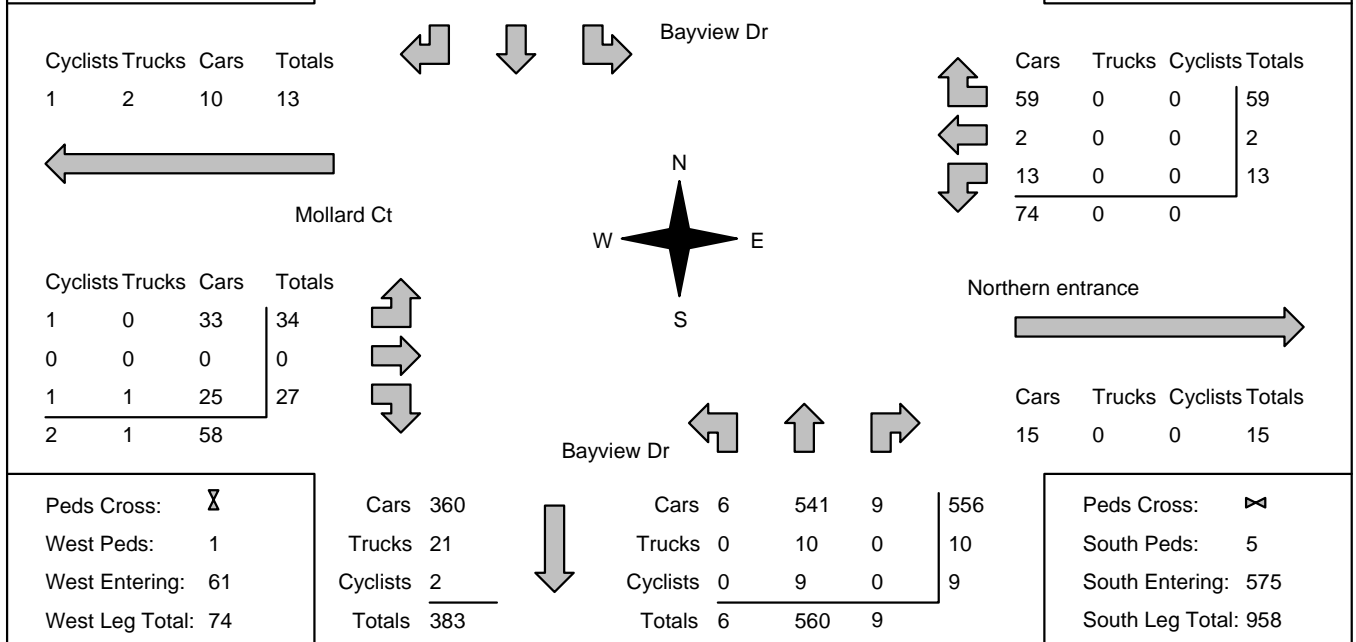 Bayview Dr
Cyclists Trucks Cars Totals
1 2 10 13
Mollard Ct
Cyclists Trucks Cars Totals
1 0 33 34
0 0 0 0
1 1 25 27
2 1 58
N
W E
S
Cars Trucks Cyclists Totals
59 0 0 59
2 0 0 2
13 0 0 13
74 0 0
Northern entrance
Cars Trucks Cyclists Totals
15 0 0 15
Bayview Dr
Peds Cross:
West Peds: 1
West Entering: 61
West Leg Total: 74
Cars 360
Trucks 21
Cyclists 2
Totals 383
Cars 6 541 9 556
Trucks 0 10 0 10
Cyclists 0 9 0 9
Totals 6 560 9
Peds Cross:
South Peds: 5
South Entering: 575
South Leg Total: 958